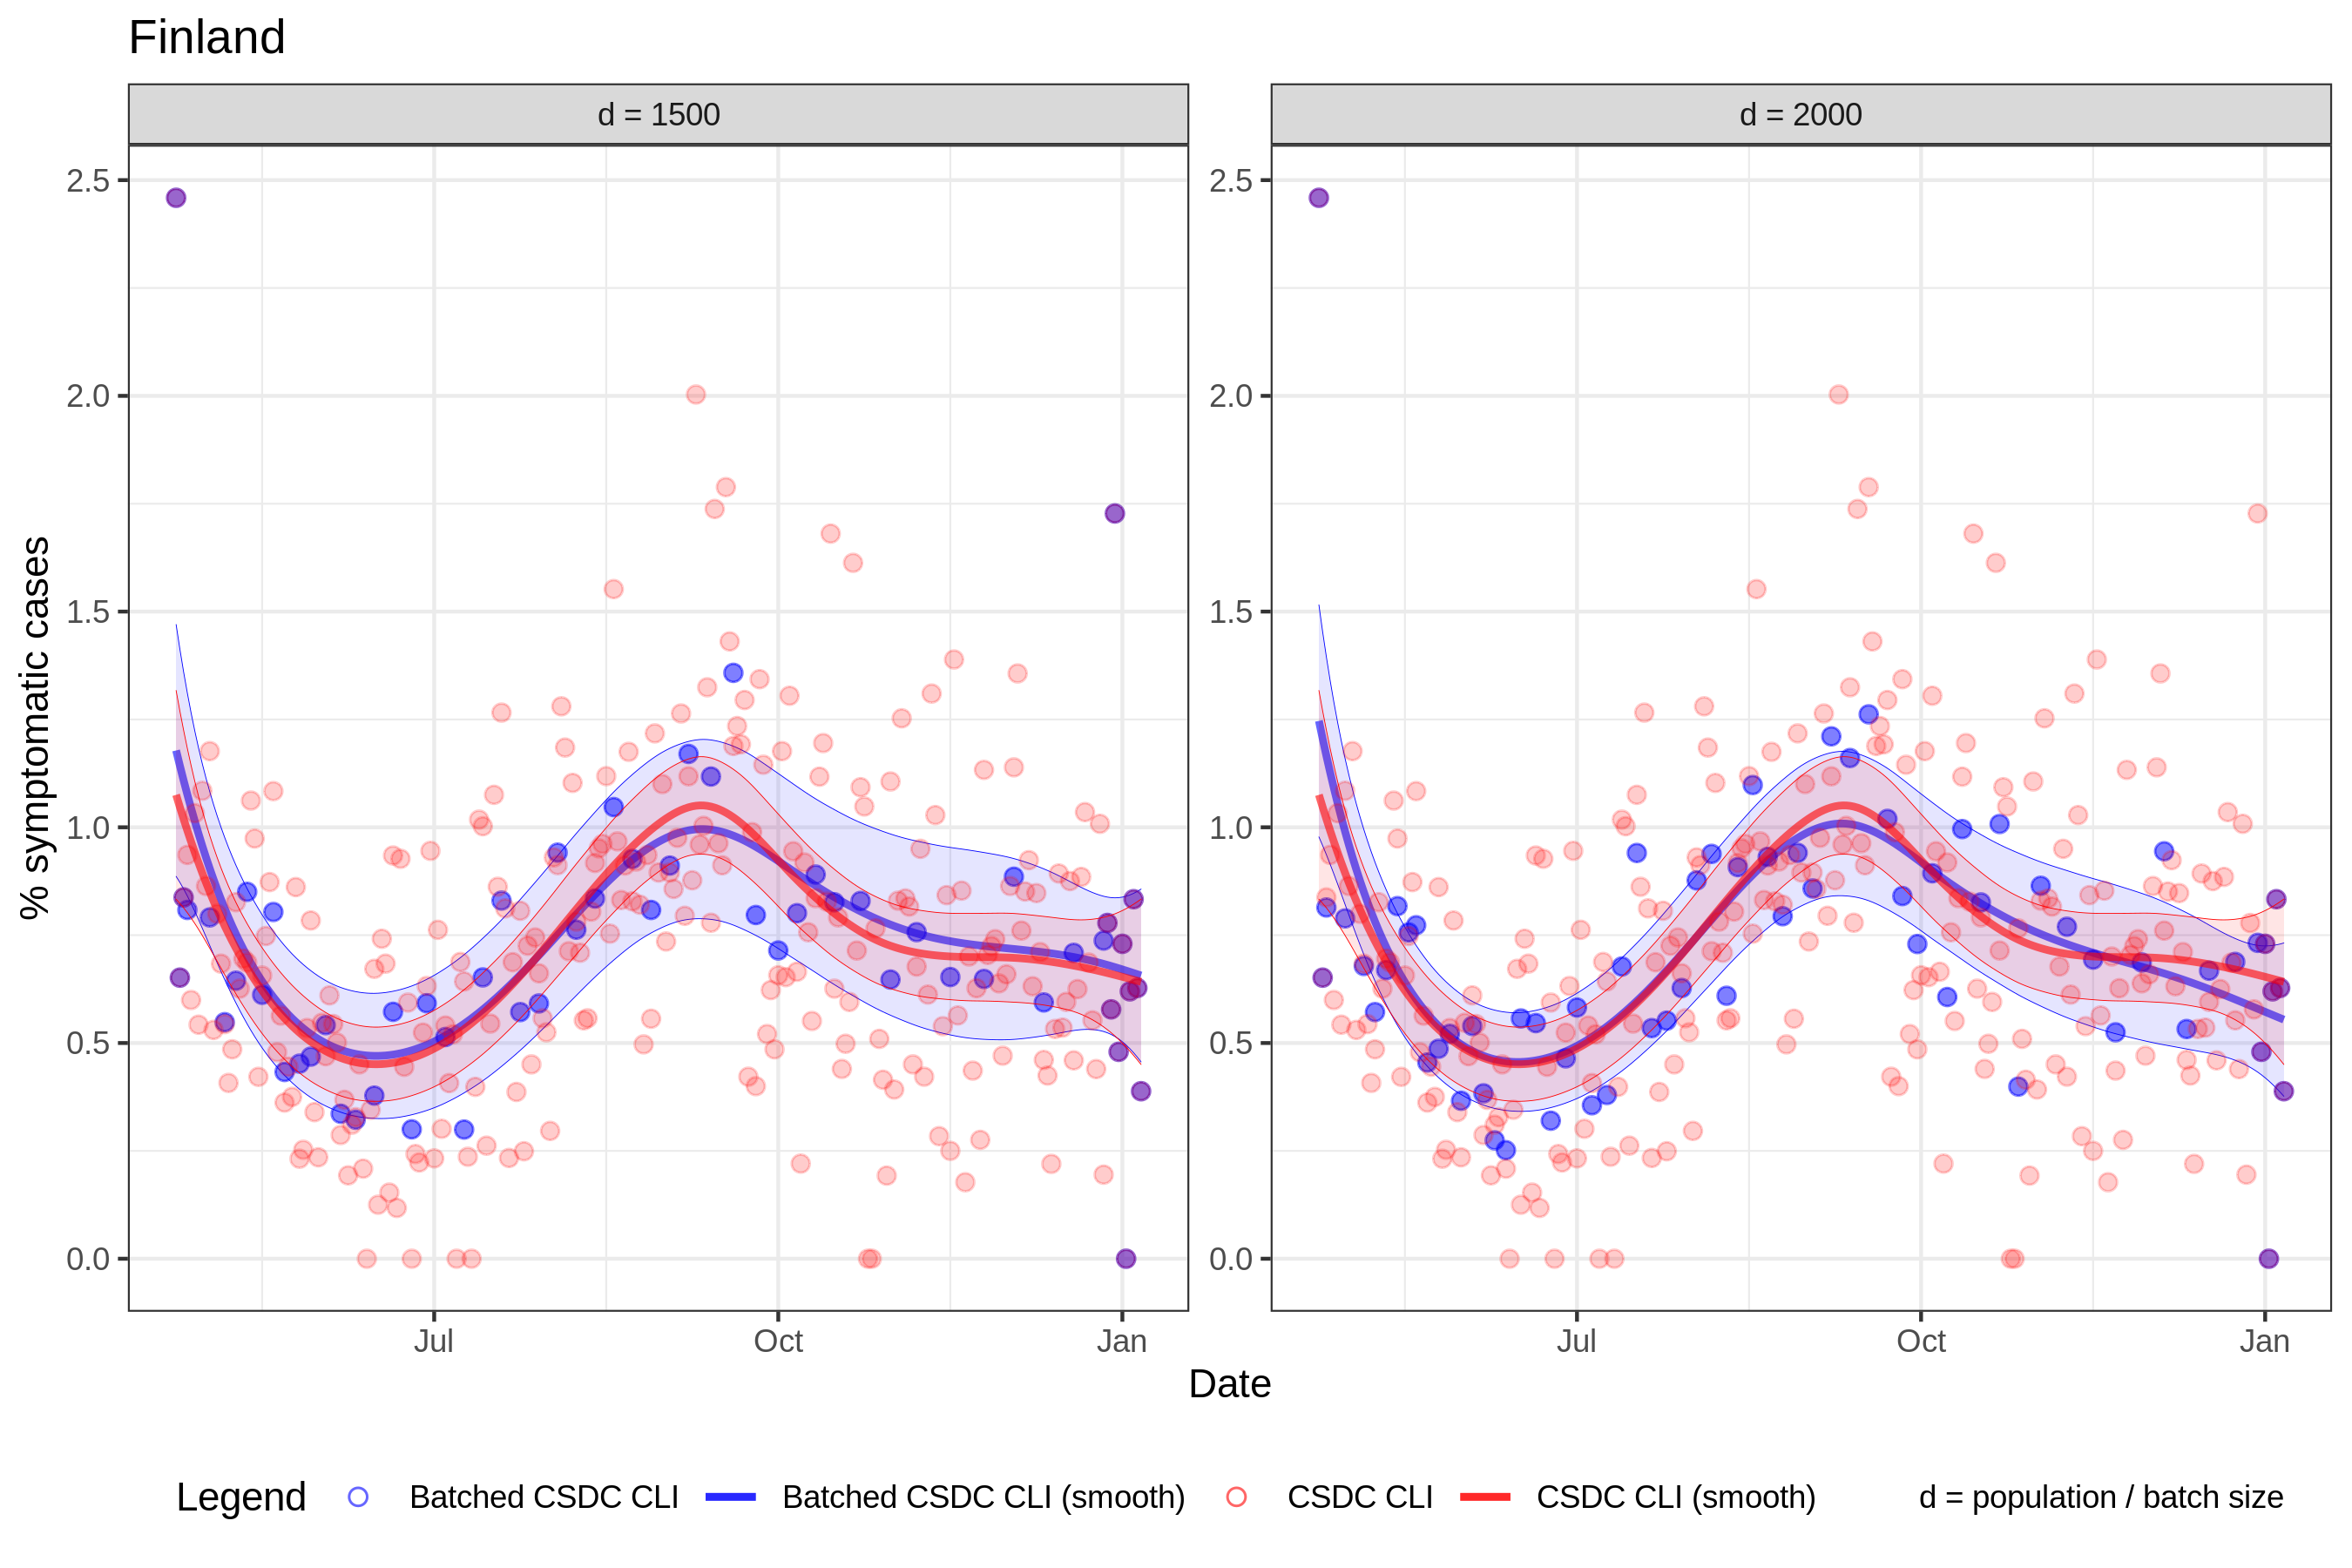 Finland
d = 1500
d = 2000
% symptomatic cases
2.5
2.0
1.5
1.0
0.5
0.0
2.5
2.0
1.5
1.0
0.5
0.0
Jul Oct Jan
Jul Oct Jan
Date
Legend Batched CSDC CLI Batched CSDC CLI (smooth) CSDC CLI CSDC CLI (smooth) d = population / batch size